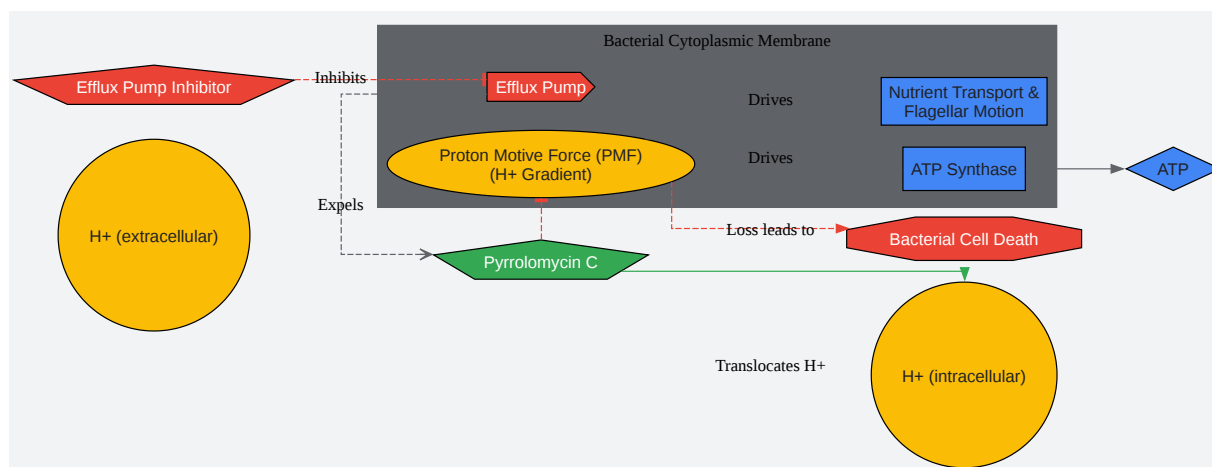 Bacterial Cytoplasmic Membrane
Efflux Pump Inhibitor
Inhibits
Efflux Pump
Drives
Nutrient Transport &
Flagellar Motion
Proton Motive Force (PMF)
(H+ Gradient)
Drives
ATP Synthase
ATP
H+ (extracellular)
Expels
Loss leads to
Bacterial Cell Death
Pyrrolomycin C
Translocates H+
H+ (intracellular)